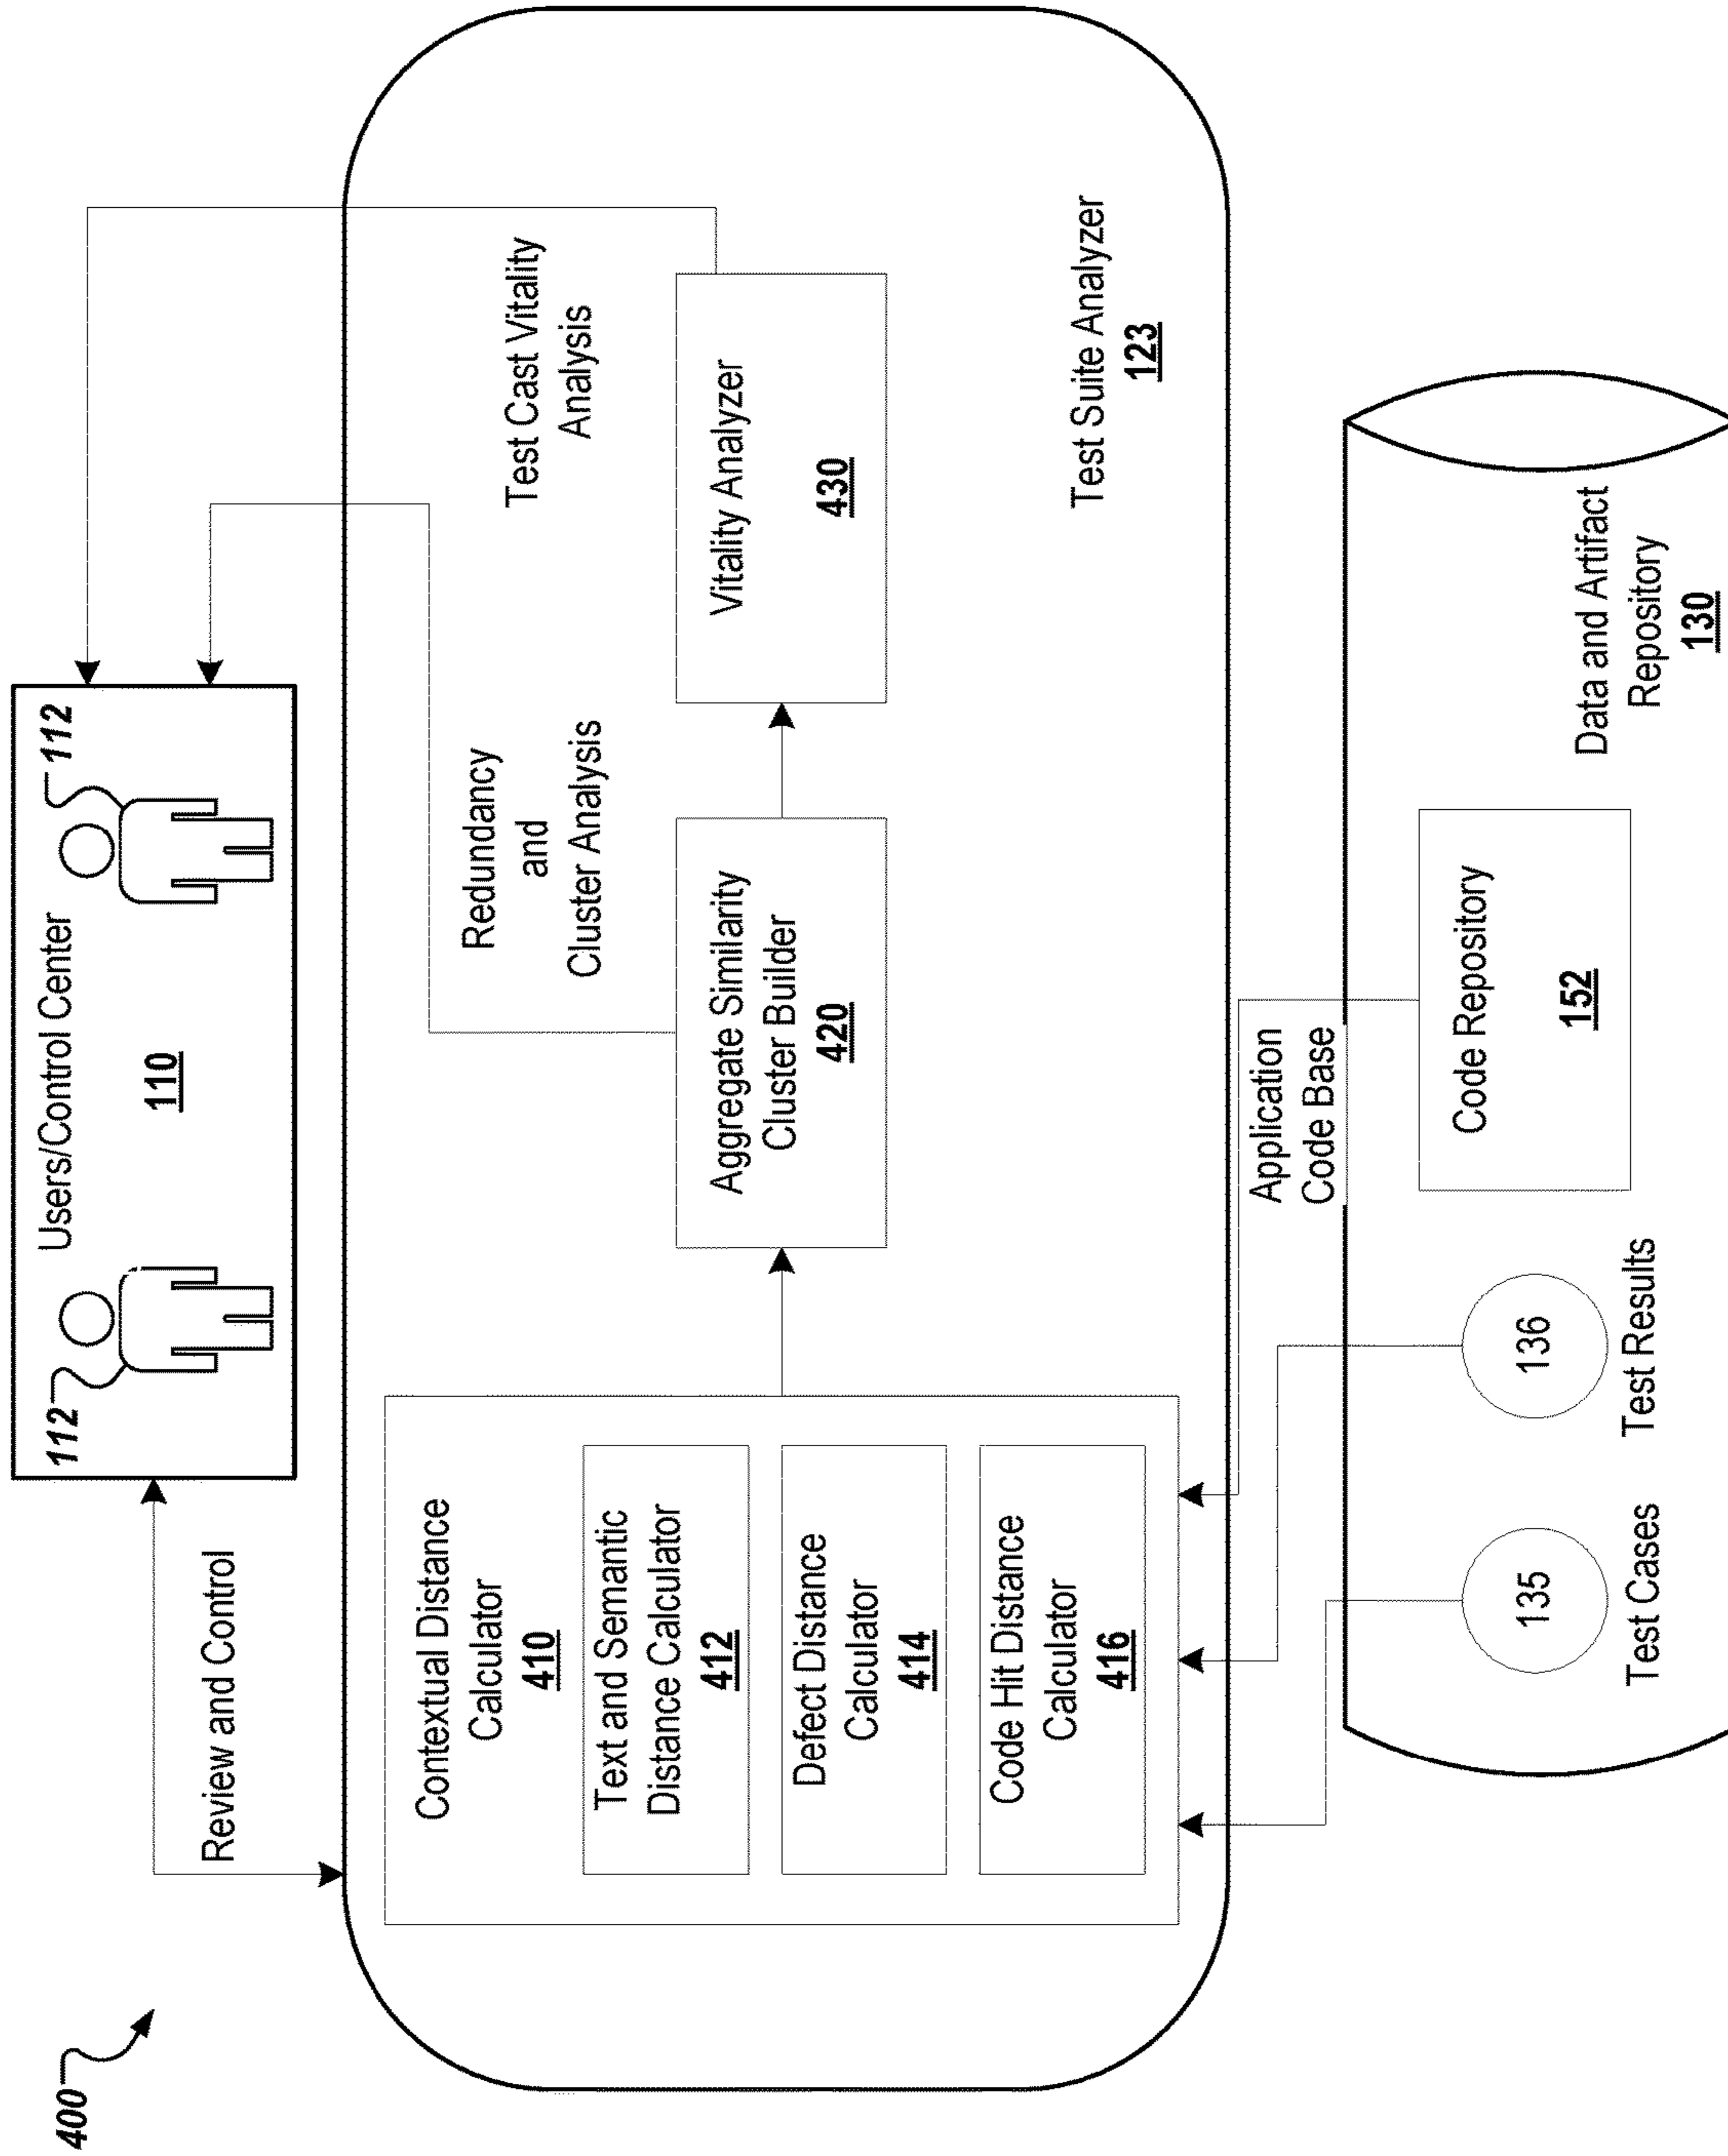 400
112
Users/Control Center
110
112
Review and Control
Contextual Distance
Calculator
410
Text and Semantic
Distance Calculator
412
Defect Distance
Calculator
414
Code Hit Distance
Calculator
416
Redundancy
and
Cluster Analysis
Aggregate Similarity
Cluster Builder
420
Test Cast Vitality
Analysis
Vitality Analyzer
430
Test Suite Analyzer
123
Application
Code Base
135
Test Cases
136
Test Results
Code Repository
152
Data and Artifact
Repository
130